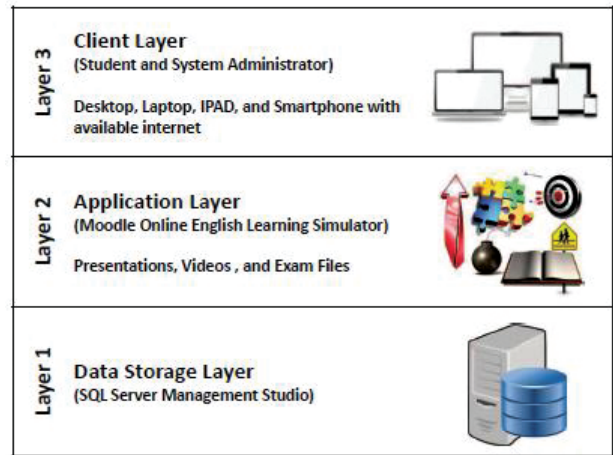 Layer 3
Client Layer
(Student and System Administrator)
Desktop, Laptop, IPAD, and Smartphone with
available internet
Layer 2
Application Layer
(Moodle Online English Learning Simulator)
Presentations, Videos , and Exam Files
Layer 1
Data Storage Layer
(SQL Server Management Studio)